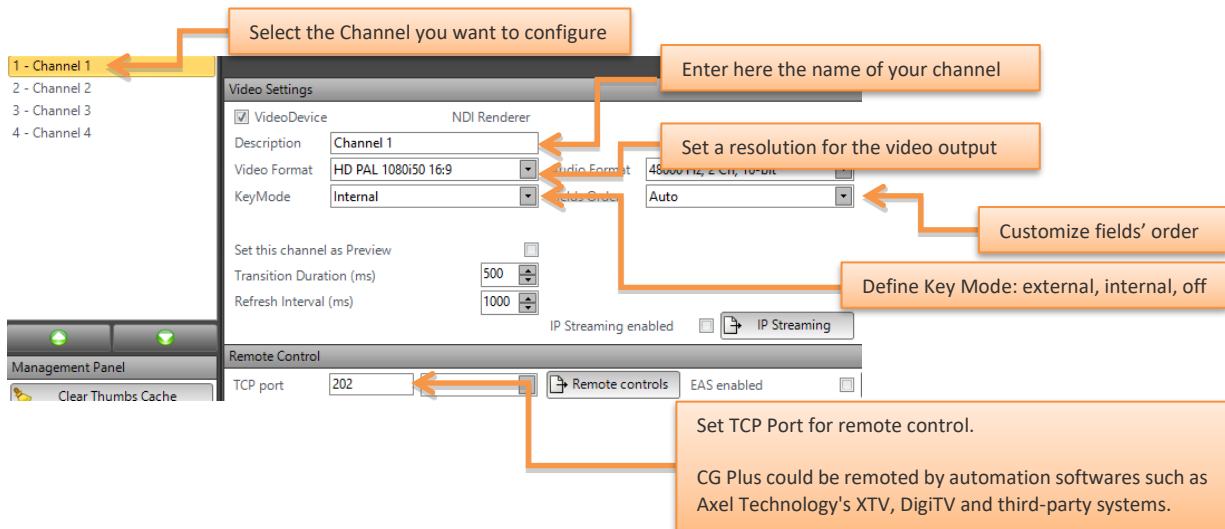 Select the Channel you want to configure
1 - Channel 1
2 - Channel 2
3 - Channel 3
4 - Channel 4
Enter here the name of your channel
Video Settings
VideoDevice NDI Renderer
Description Channel 1
Set a resolution for the video output
Video Format HD PAL 1080i50 16:9
KeyMode Internal
Auto
Customize fields' order
Set this channel as Preview
Transition Duration (ms) 500
Define Key Mode: external, internal, off
Refresh Interval (ms) 1000
IP Streaming enabled IP Streaming
Management Panel
Clear Thumbs Cache
Remote Control
TCP port 202 Remote controls EAS enabled
Set TCP Port for remote control.
CG Plus could be remoted by automation softwares such as
Axel Technology's XTV, DigiTV and third-party systems.